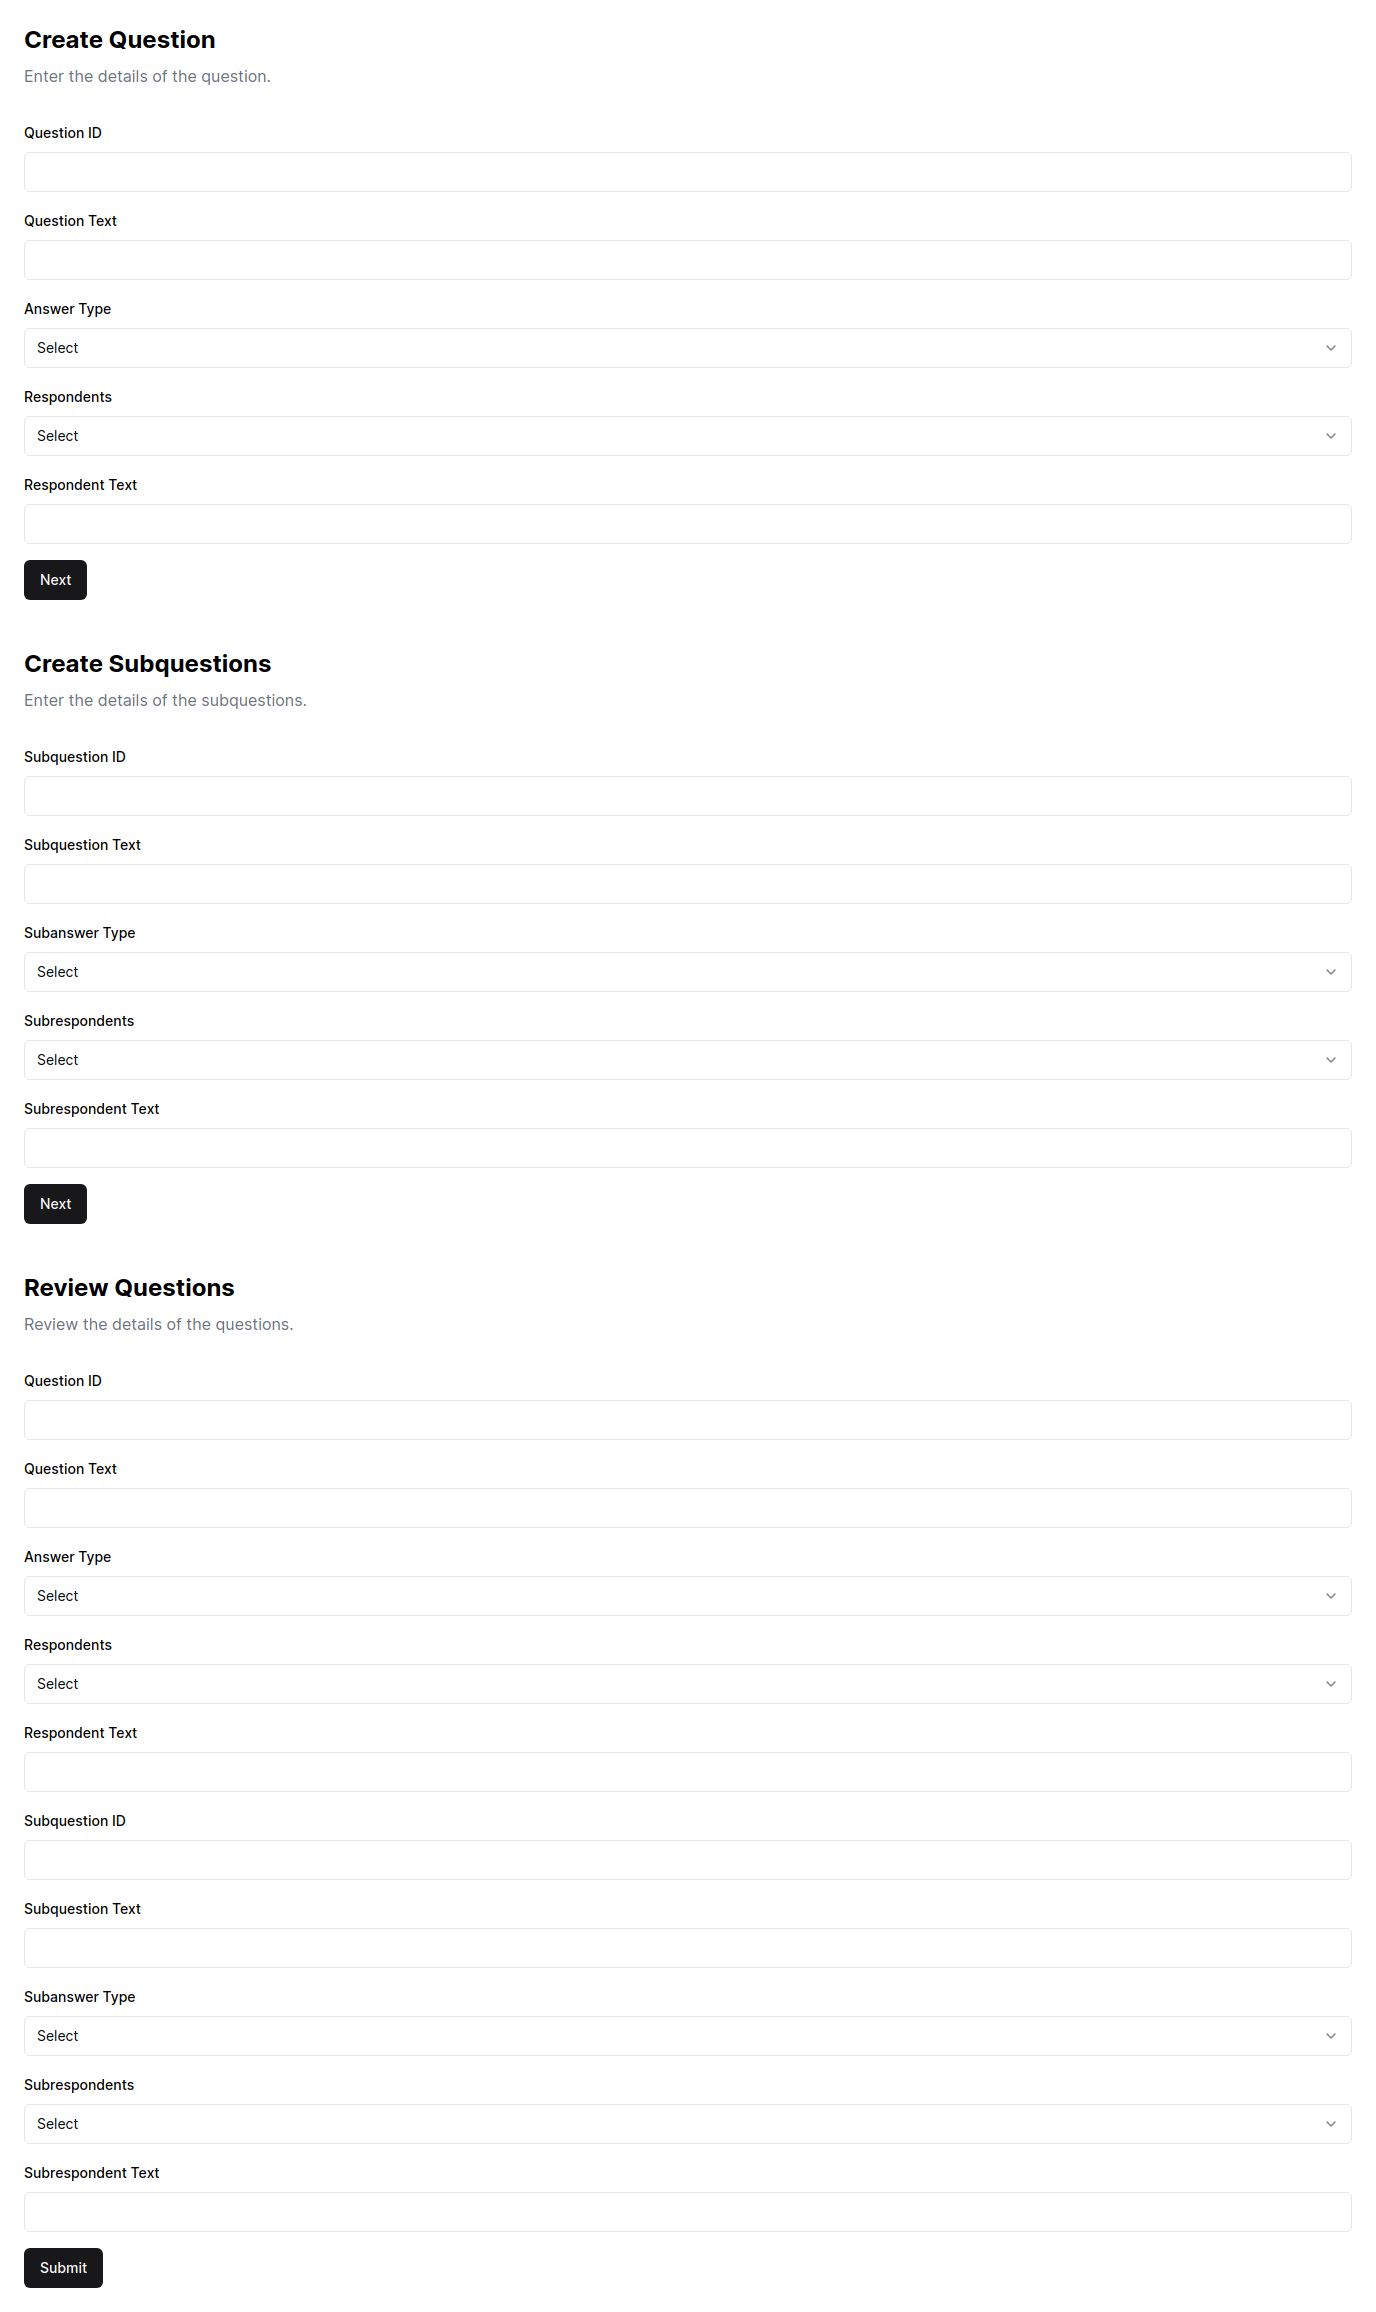 Create Question
Enter the details of the question.
Question ID
Question Text
Answer Type
Select
Respondents
Select
Respondent Text
Next
Create Subquestions
Enter the details of the subquestions.
Subquestion ID
Subquestion Text
Subanswer Type
Select
Subrespondents
Select
Subrespondent Text
Next
Review Questions
Review the details of the questions.
Question ID
Question Text
Answer Type
Select
Respondents
Select
Respondent Text
Subquestion ID
Subquestion Text
Subanswer Type
Select
Subrespondents
Select
Subrespondent Text
Submit